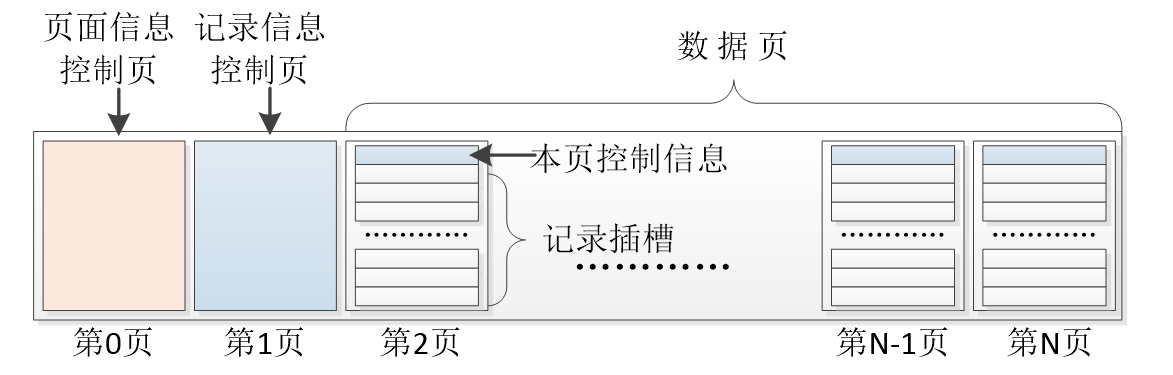 页面信息
控制页
记录信息
控制页
数据页
本页控制信息
记录插槽
第0页
第1页
第2页
第N-1页
第N页